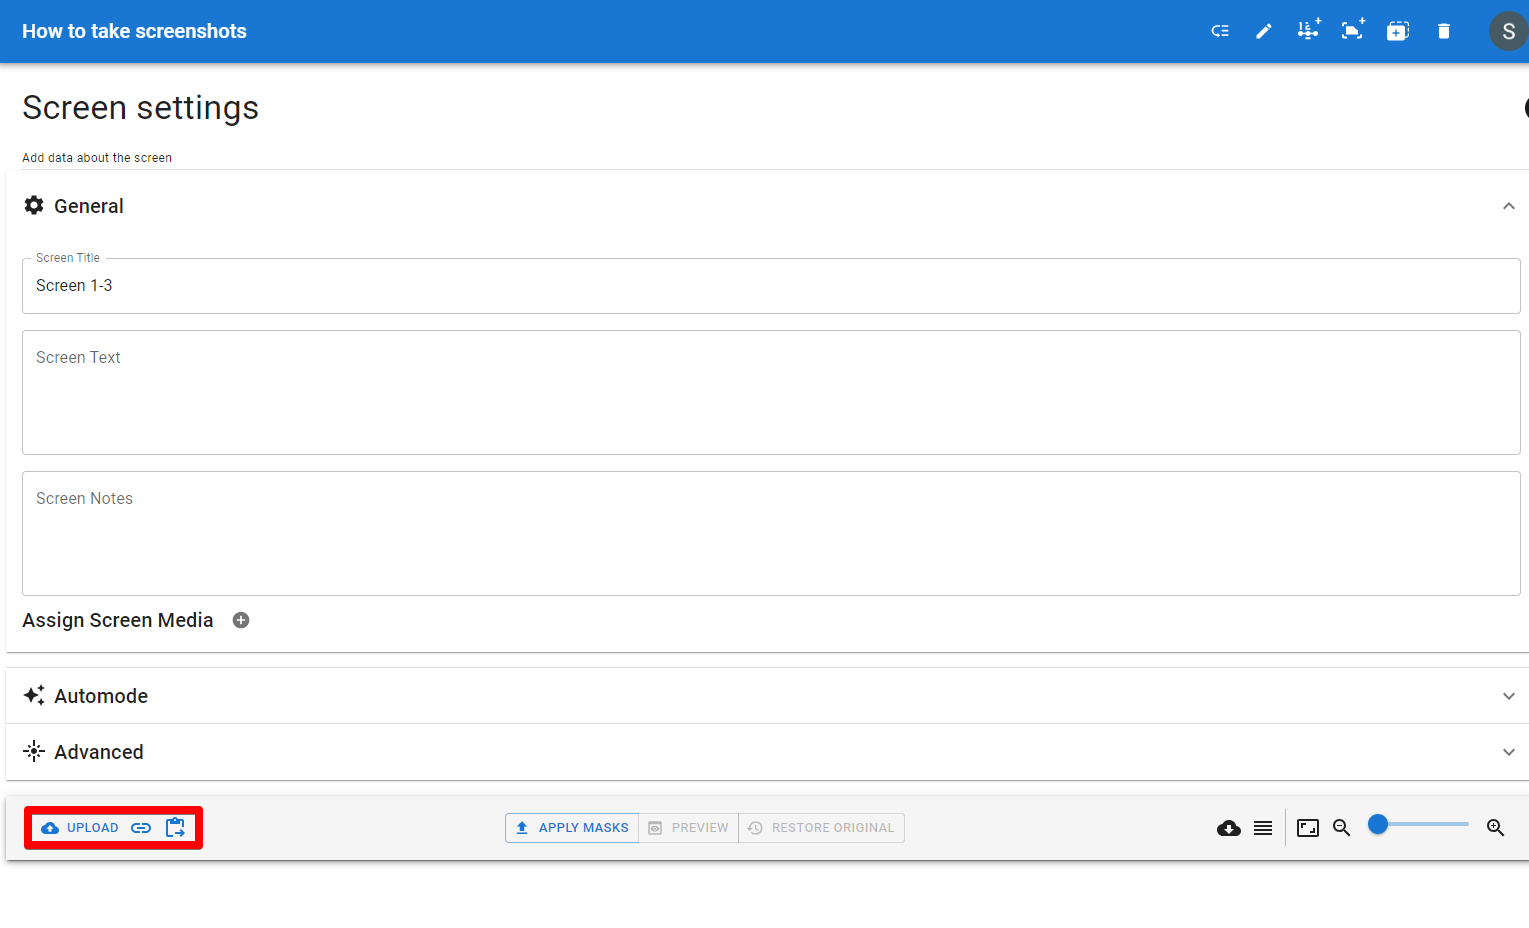 How to take screenshots
S
Screen settings
Add data about the screen
General
Screen Title
Screen 1-3
Screen Text
Screen Notes
Assign Screen Media
Automode
Advanced
UPLOAD
APPLY MASKS
PREVIEW
RESTORE ORIGINAL